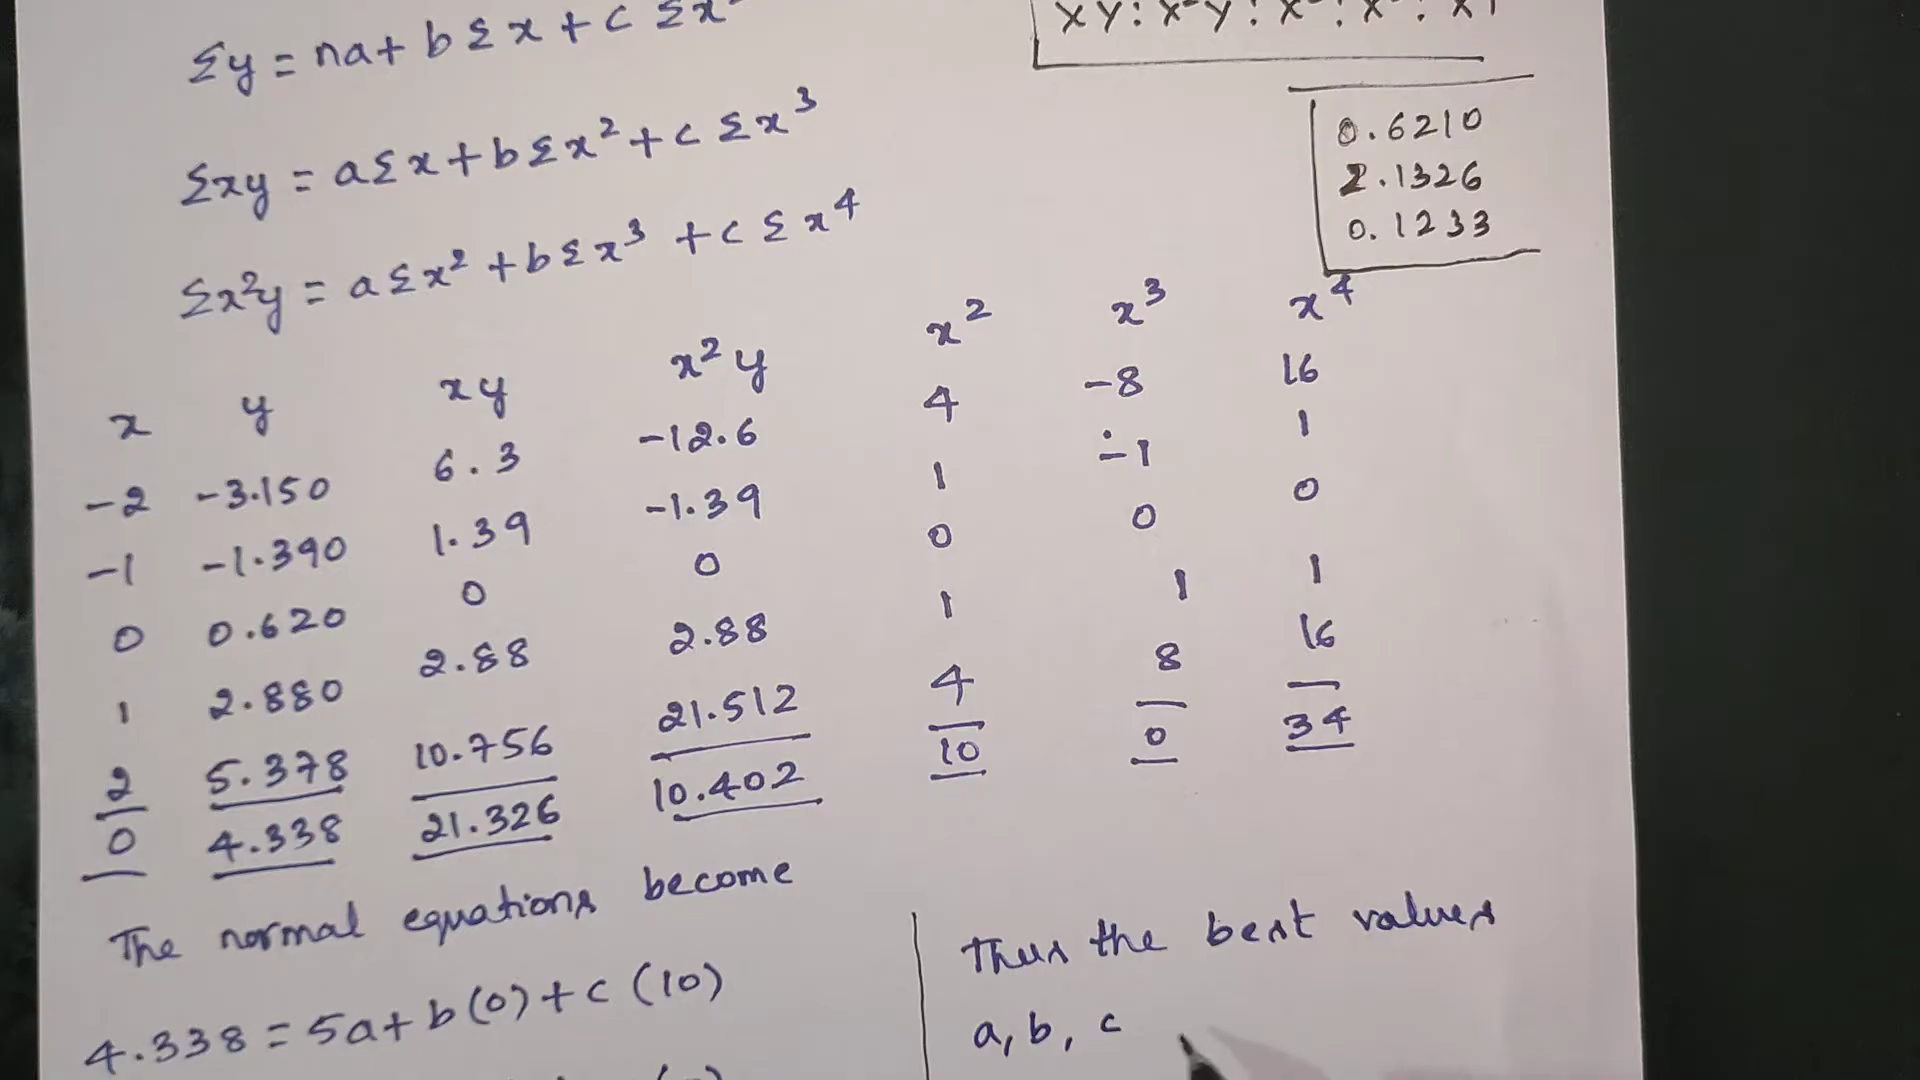 Σy = na + bΣx + cΣx
xy : x²y :
Σxy = aΣx + bΣx² + cΣx³
Σx²y = aΣx² + bΣx³ + cΣx⁴
0.6210
2.1326
0.1233
x y xy x²y x² x³ x⁴
-2 -3.150 6.3 -12.6 4 -8 16
-1 -1.390 1.39 -1.39 1 -1 1
0 0.620 0 0 0 0 0
1 2.880 2.88 2.88 1 1 1
2 5.378 10.756 21.512 4 8 16
0 4.338 21.326 10.402 10 0 34
The normal equations become
4.338 = 5a + b(0) + c(10)
Thus the best values
a, b, c